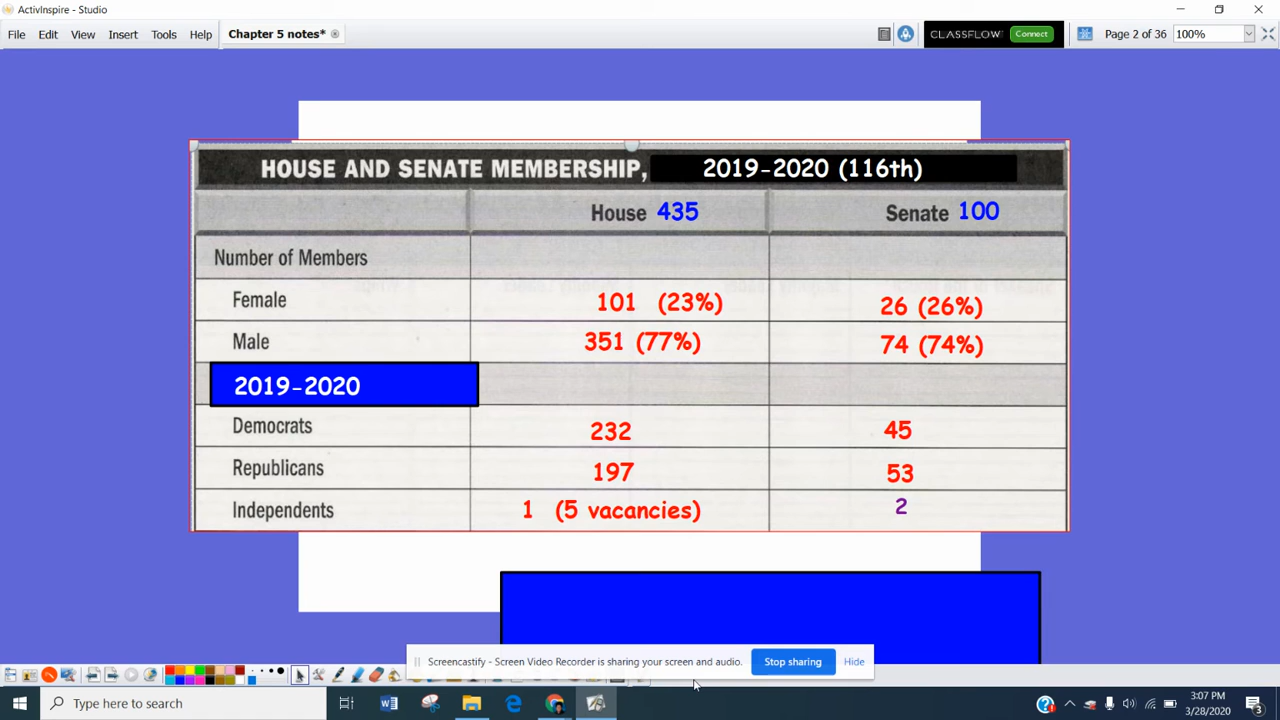 ActivInspire - Studio
File Edit View Insert Tools Help Chapter 5 notes* CLASSFLOW Connect Page 2 of 36 100%
HOUSE AND SENATE MEMBERSHIP, 2019-2020 (116th)
House 435 Senate 100
Number of Members
Female 101 (23%) 26 (26%)
Male 351 (77%) 74 (74%)
2019-2020
Democrats 232 45
Republicans 197 53
Independents 1 (5 vacancies) 2
Screencastify - Screen Video Recorder is sharing your screen and audio. Stop sharing Hide
Type here to search
3:07 PM
3/28/2020
3